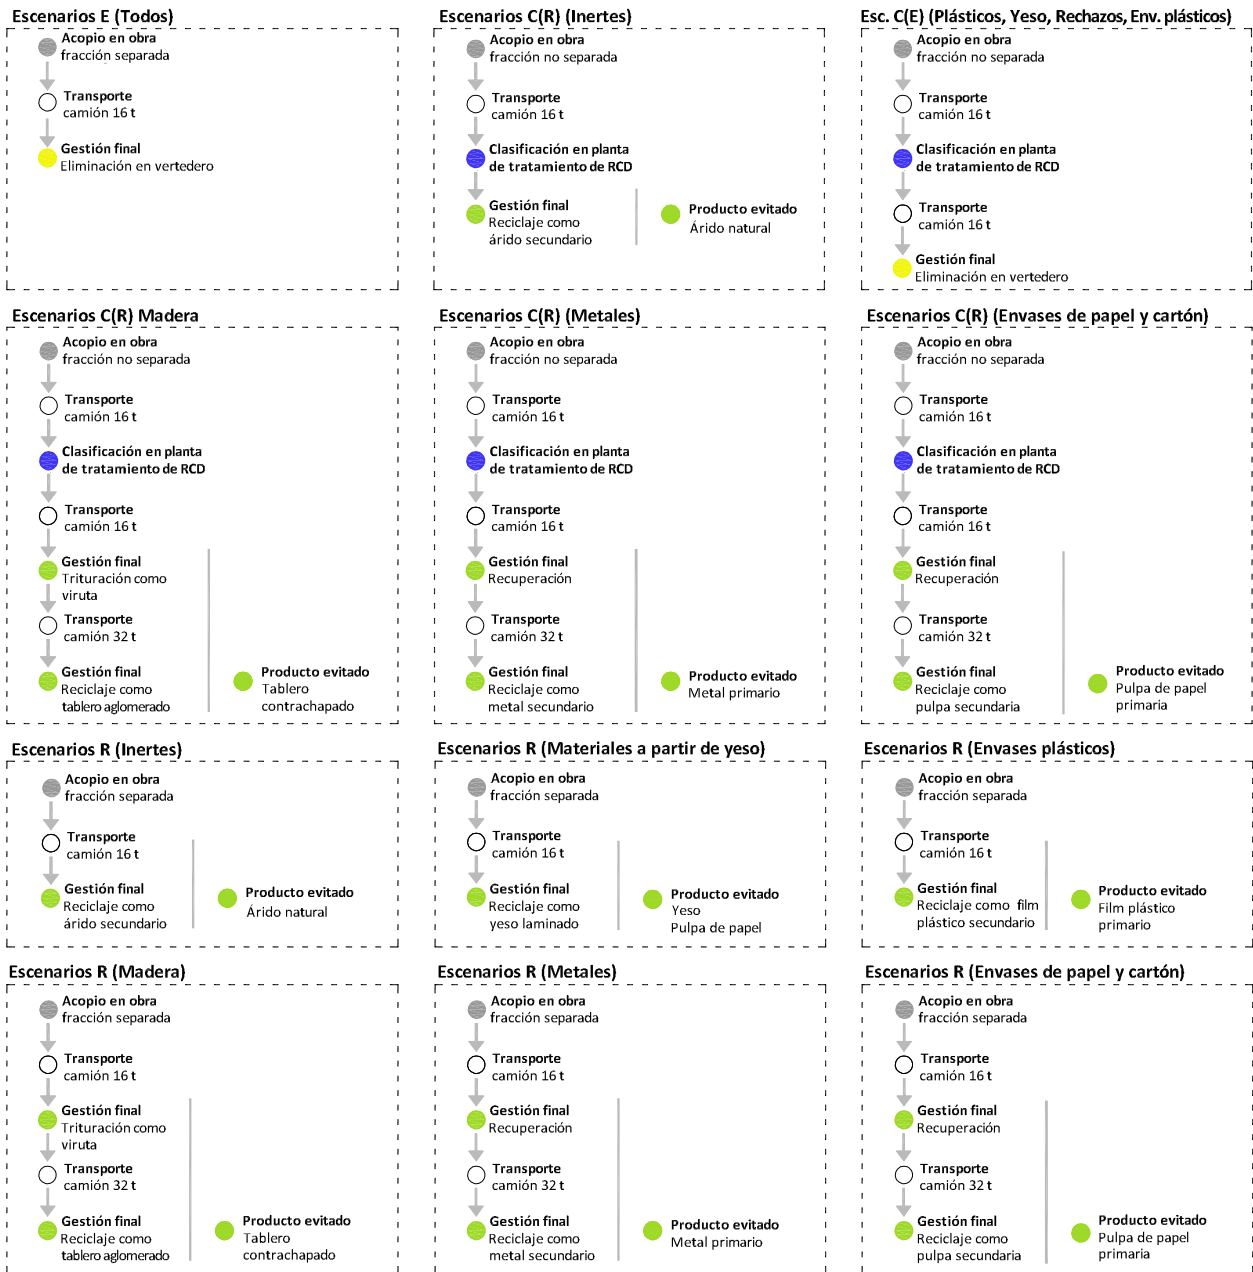 Escenarios E (Todos)
Acopio en obra
fracción separada
Transporte
camión 16 t
Gestión final
Eliminación en vertedero
Escenarios C(R) (Inertes)
Acopio en obra
fracción no separada
Transporte
camión 16 t
Clasificación en planta
de tratamiento de RCD
Gestión final
Reciclaje como
árido secundario
Producto evitado
Árido natural
Esc. C(E) (Plásticos, Yeso, Rechazos, Env. plásticos)
Acopio en obra
fracción no separada
Transporte
camión 16 t
Clasificación en planta
de tratamiento de RCD
Transporte
camión 16 t
Gestión final
Eliminación en vertedero
Escenarios C(R) Madera
Acopio en obra
fracción no separada
Transporte
camión 16 t
Clasificación en planta
de tratamiento de RCD
Transporte
camión 16 t
Gestión final
Trituración como
viruta
Transporte
camión 32 t
Gestión final
Reciclaje como
tablero aglomerado
Producto evitado
Tablero
contrachapado
Escenarios C(R) (Metales)
Acopio en obra
fracción no separada
Transporte
camión 16 t
Clasificación en planta
de tratamiento de RCD
Transporte
camión 16 t
Gestión final
Recuperación
Transporte
camión 32 t
Gestión final
Reciclaje como
metal secundario
Producto evitado
Metal primario
Escenarios C(R) (Envases de papel y cartón)
Acopio en obra
fracción no separada
Transporte
camión 16 t
Clasificación en planta
de tratamiento de RCD
Transporte
camión 16 t
Gestión final
Recuperación
Transporte
camión 32 t
Gestión final
Reciclaje como
pulpa secundaria
Producto evitado
Pulpa de papel
primaria
Escenarios R (Inertes)
Acopio en obra
fracción separada
Transporte
camión 16 t
Gestión final
Reciclaje como
árido secundario
Producto evitado
Árido natural
Escenarios R (Materiales a partir de yeso)
Acopio en obra
fracción separada
Transporte
camión 16 t
Gestión final
Reciclaje como
yeso laminado
Producto evitado
Yeso
Pulpa de papel
Escenarios R (Envases plásticos)
Acopio en obra
fracción separada
Transporte
camión 16 t
Gestión final
Reciclaje como film
plástico secundario
Producto evitado
Film plástico
primario
Escenarios R (Madera)
Acopio en obra
fracción separada
Transporte
camión 16 t
Gestión final
Trituración como
viruta
Transporte
camión 32 t
Gestión final
Reciclaje como
tablero aglomerado
Producto evitado
Tablero
contrachapado
Escenarios R (Metales)
Acopio en obra
fracción separada
Transporte
camión 16 t
Gestión final
Recuperación
Transporte
camión 32 t
Gestión final
Reciclaje como
metal secundario
Producto evitado
Metal primario
Escenarios R (Envases de papel y cartón)
Acopio en obra
fracción separada
Transporte
camión 16 t
Gestión final
Recuperación
Transporte
camión 32 t
Gestión final
Reciclaje como
pulpa secundaria
Producto evitado
Pulpa de papel
primaria